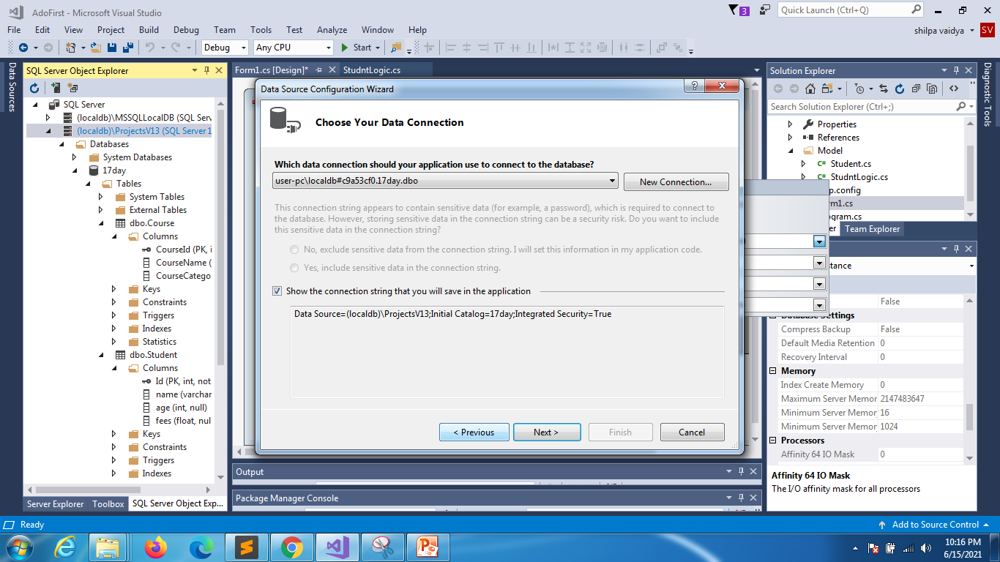 AdoFirst - Microsoft Visual Studio
3
Quick Launch (Ctrl+Q)
File Edit View Project Build Debug Team Tools Test Analyze Window Help
shilpa vaidya
SV
Debug
Any CPU
Start
Data Sources
SQL Server Object Explorer
SQL Server
(localdb)\MSSQLLocalDB (SQL Serv
(localdb)\ProjectsV13 (SQL Server 1
Databases
System Databases
17day
Tables
System Tables
External Tables
dbo.Course
Columns
CourseId (PK, i
CourseName (
CourseCatego
Keys
Constraints
Triggers
Indexes
Statistics
dbo.Student
Columns
Id (PK, int, not
name (varchar
age (int, null)
fees (float, nul
Keys
Constraints
Triggers
Indexes
Server Explorer
Toolbox
SQL Server Object Exp...
Form1.cs [Design]*
StudntLogic.cs
Data Source Configuration Wizard
Choose Your Data Connection
Which data connection should your application use to connect to the database?
user-pc\localdb#c9a53cf0.17day.dbo
New Connection...
This connection string appears to contain sensitive data (for example, a password), which is required to connect to
the database. However, storing sensitive data in the connection string can be a security risk. Do you want to include
this sensitive data in the connection string?
No, exclude sensitive data from the connection string. I will set this information in my application code.
Yes, include sensitive data in the connection string.
Show the connection string that you will save in the application
Data Source=(localdb)\ProjectsV13;Initial Catalog=17day;Integrated Security=True
< Previous
Next >
Finish
Cancel
Output
Package Manager Console
Solution Explorer
Search Solution Explorer (Ctrl+;)
Properties
References
Model
Student.cs
StudntLogic.cs
p.config
rm1.cs
ogram.cs
er
Team Explorer
Diagnostic Tools
stance
False
Database Settings
Compress Backup False
Default Media Retention 0
Recovery Interval 0
Memory
Index Create Memory 0
Maximum Server Memor 2147483647
Minimum Server Memor 16
Minimum Server Memor 1024
Processors
Affinity 64 IO Mask 0
Affinity 64 IO Mask
The I/O affinity mask for all processors
Ready
Add to Source Control
10:16 PM
6/15/2021